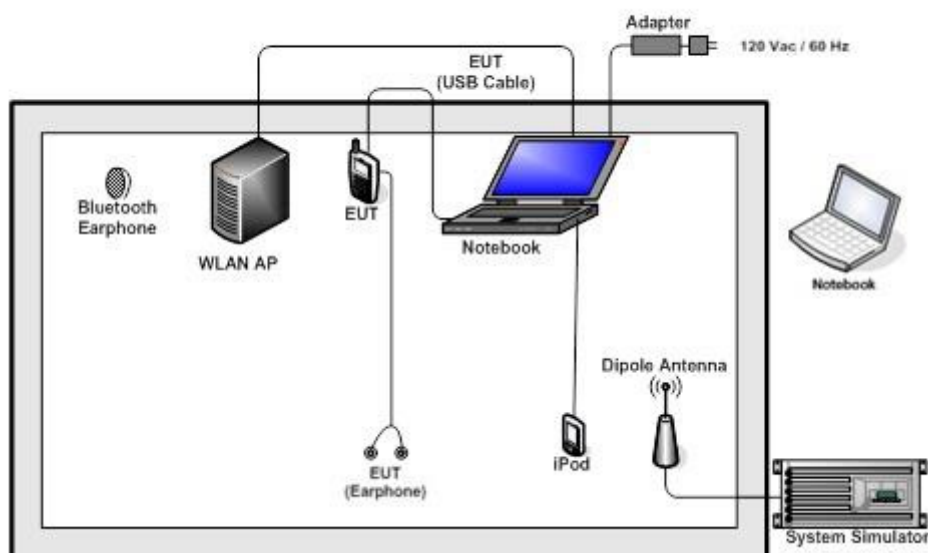 Adapter
120 Vac / 60 Hz
EUT
(USB Cable)
Bluetooth
Earphone
WLAN AP
EUT
Notebook
Notebook
Dipole Antenna
iPod
EUT
(Earphone)
System Simulator